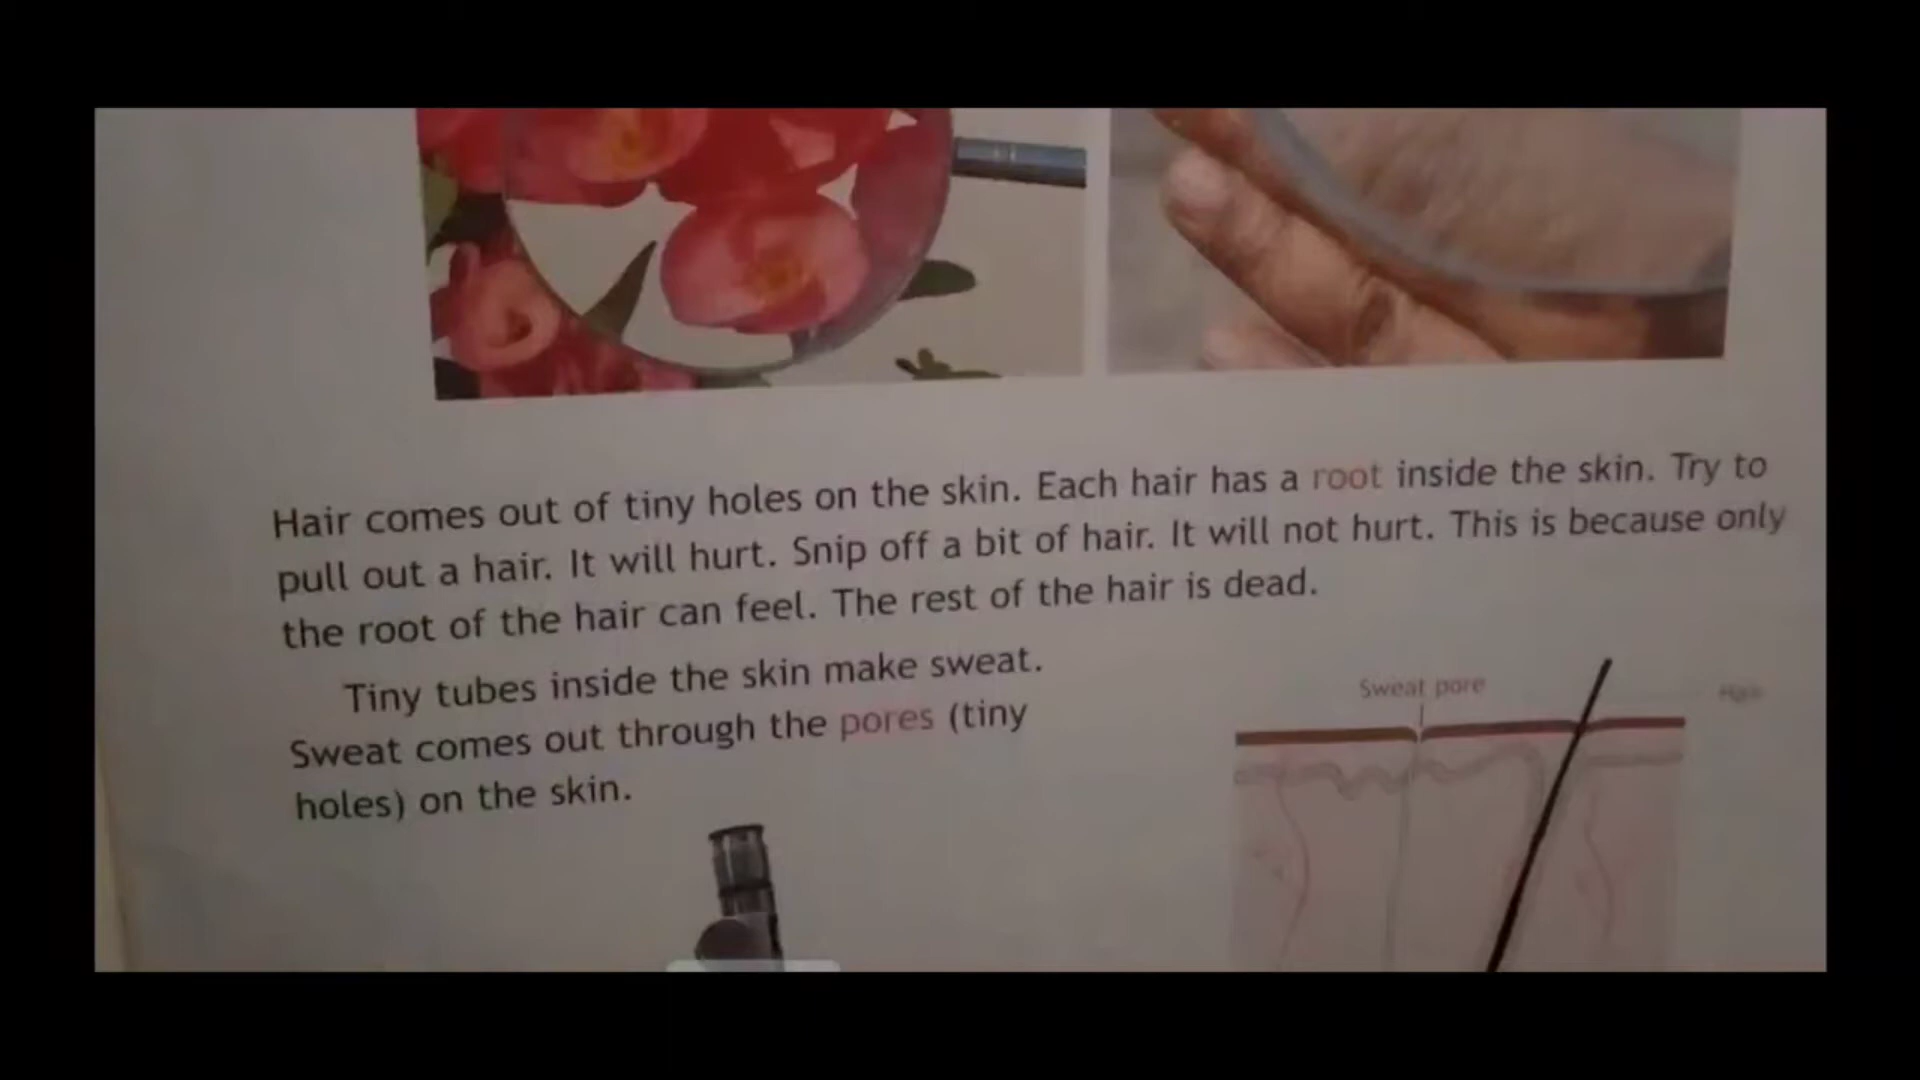 Hair comes out of tiny holes on the skin. Each hair has a root inside the skin. Try to
pull out a hair. It will hurt. Snip off a bit of hair. It will not hurt. This is because only
the root of the hair can feel. The rest of the hair is dead.
Tiny tubes inside the skin make sweat.
Sweat comes out through the pores (tiny
holes) on the skin.
Sweat pore
Hair